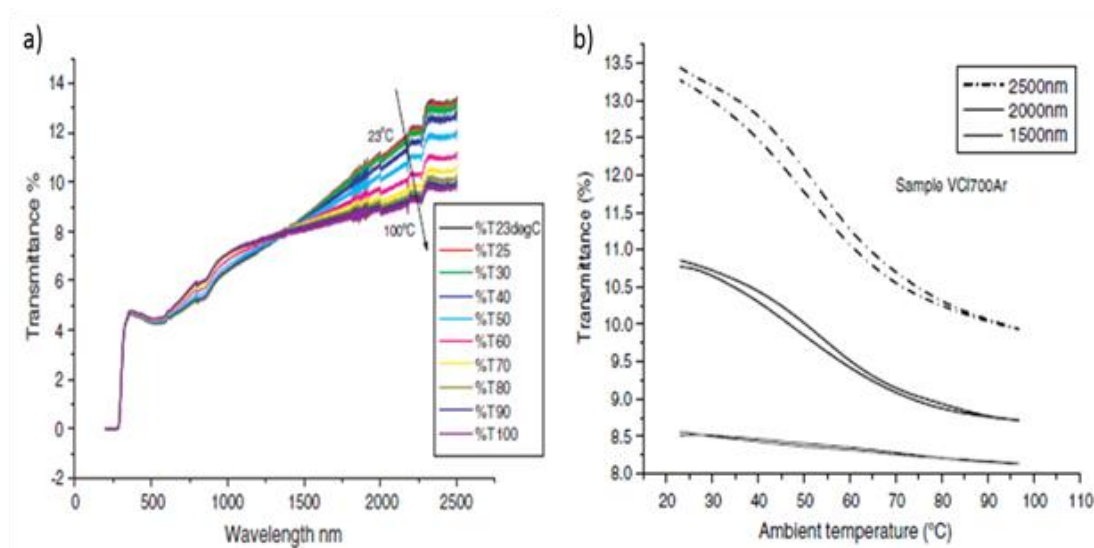 a)
14
12
10
8
6
4
2
0
-2
Transmittance %
23°C
100°C
%T23degC
%T25
%T30
%T40
%T50
%T60
%T70
%T80
%T90
%T100
0 500 1000 1500 2000 2500
Wavelength nm
b)
13.5
13.0
12.5
12.0
11.5
11.0
10.5
10.0
9.5
9.0
8.5
8.0
Transmittance (%)
2500nm
2000nm
1500nm
Sample VCl700Ar
20 30 40 50 60 70 80 90 100 110
Ambient temperature (°C)